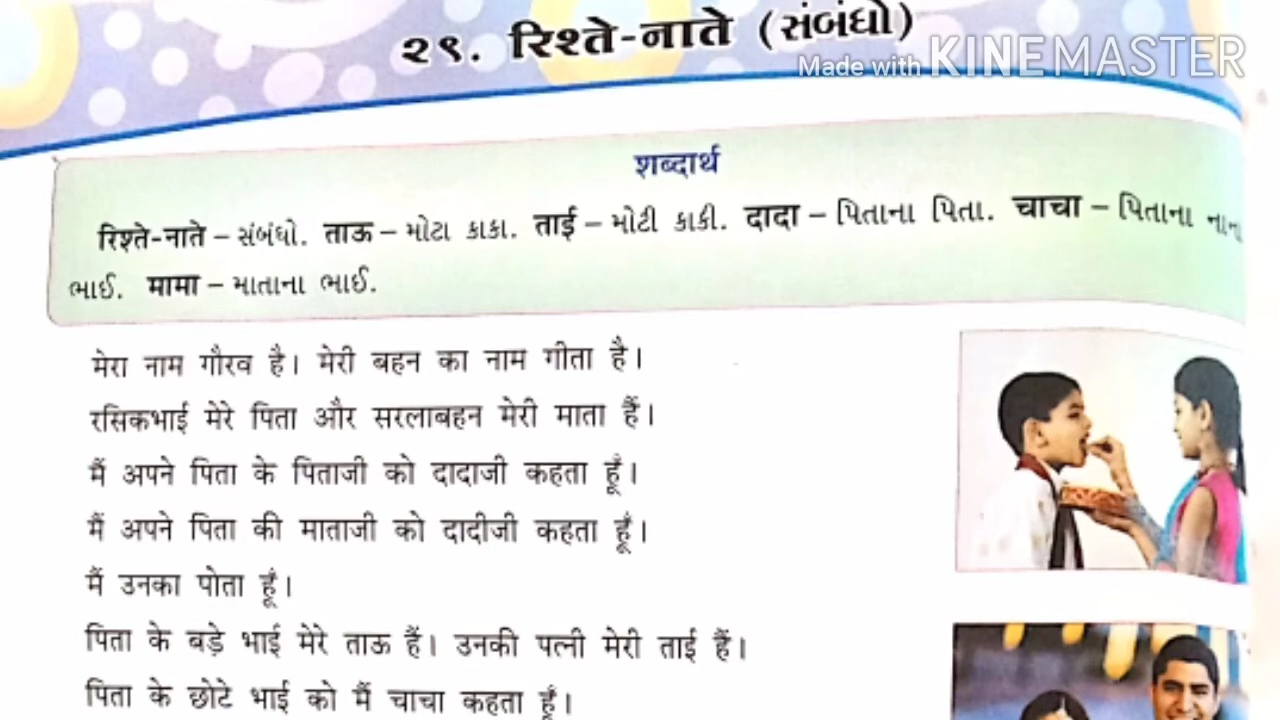 २९. रिश्ते-नाते (સંબંધો)
Made with KINEMASTER
शब्दार्थ
रिश्ते-नाते – સંબંધો. ताऊ – મોટા કાકા. ताई – મોટી કાકી. दादा – પિતાના પિતા. चाचा – પિતાના નાના
ભાઈ. मामा – માતાના ભાઈ.
मेरा नाम गौरव है। मेरी बहन का नाम गीता है।
रसिकभाई मेरे पिता और सरलाबहन मेरी माता हैं।
मैं अपने पिता के पिताजी को दादाजी कहता हूँ।
मैं अपने पिता की माताजी को दादीजी कहता हूँ।
मैं उनका पोता हूँ।
पिता के बड़े भाई मेरे ताऊ हैं। उनकी पत्नी मेरी ताई हैं।
पिता के छोटे भाई को मैं चाचा कहता हूँ।